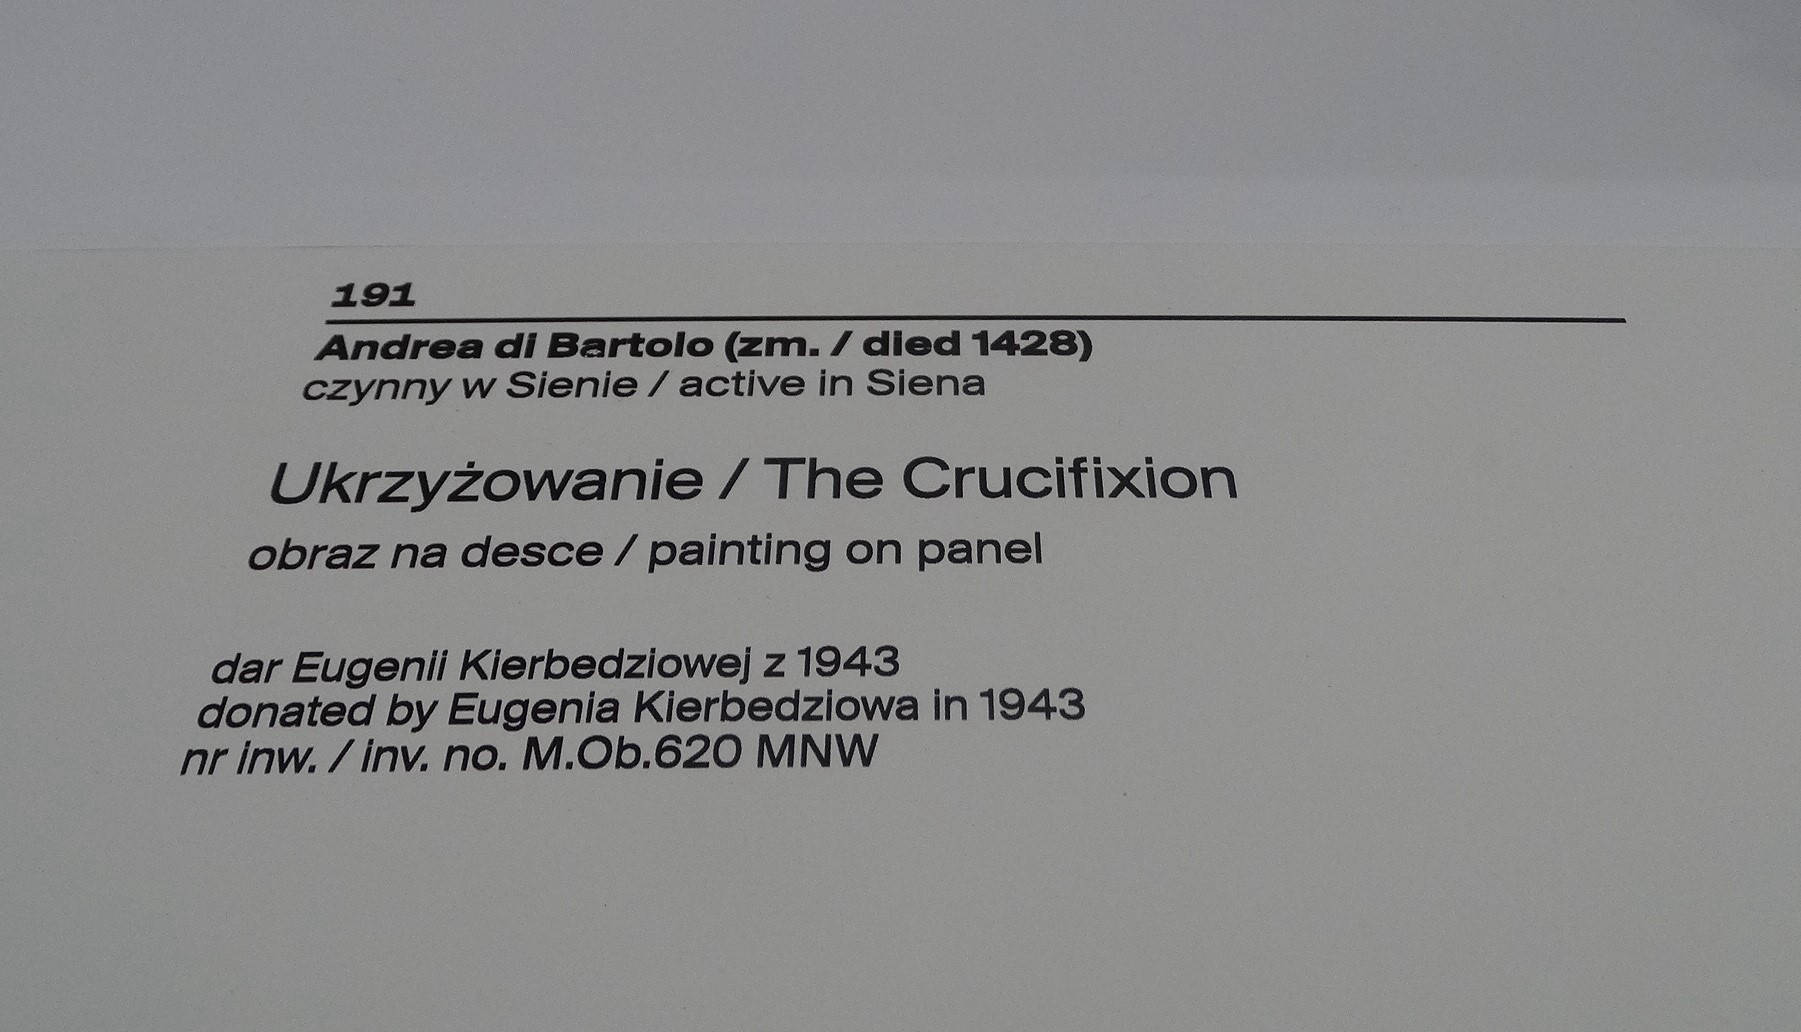 191
Andrea di Bartolo (zm. / died 1428)
czynny w Sienie / active in Siena
Ukrzyżowanie / The Crucifixion
obraz na desce / painting on panel
dar Eugenii Kierbedziowej z 1943
donated by Eugenia Kierbedziowa in 1943
nr inw. / inv. no. M.Ob.620 MNW